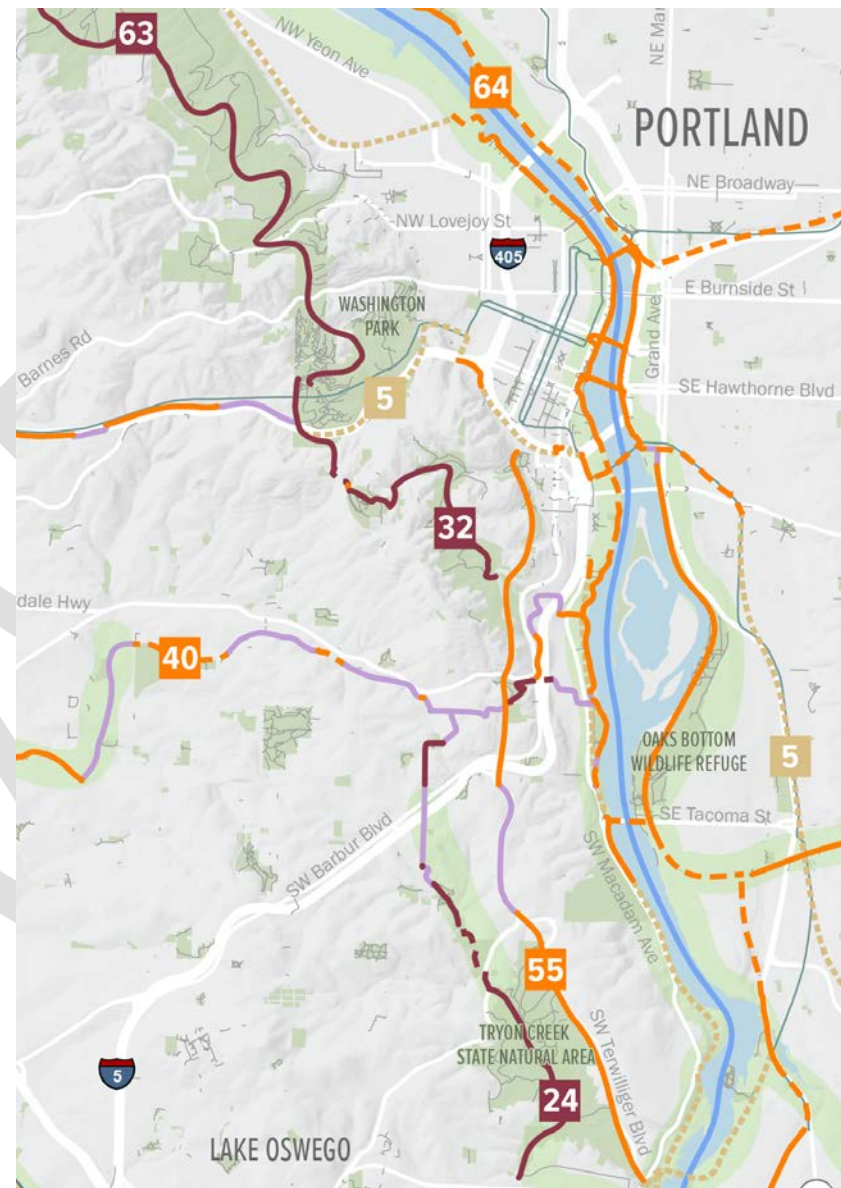 63
NW Yeon Ave
64
PORTLAND
NE Broadway
NW Lovejoy St
405
E Burnside St
WASHINGTON
PARK
Grand Ave
Barnes Rd
5
SE Hawthorne Blvd
32
dale Hwy
40
OAKS BOTTOM
WILDLIFE REFUGE
5
SE Tacoma St
SW Barbur Blvd
SW Macadam Ave
55
TRYON CREEK
STATE NATURAL AREA
SW Terwilliger Blvd
5
24
LAKE OSWEGO